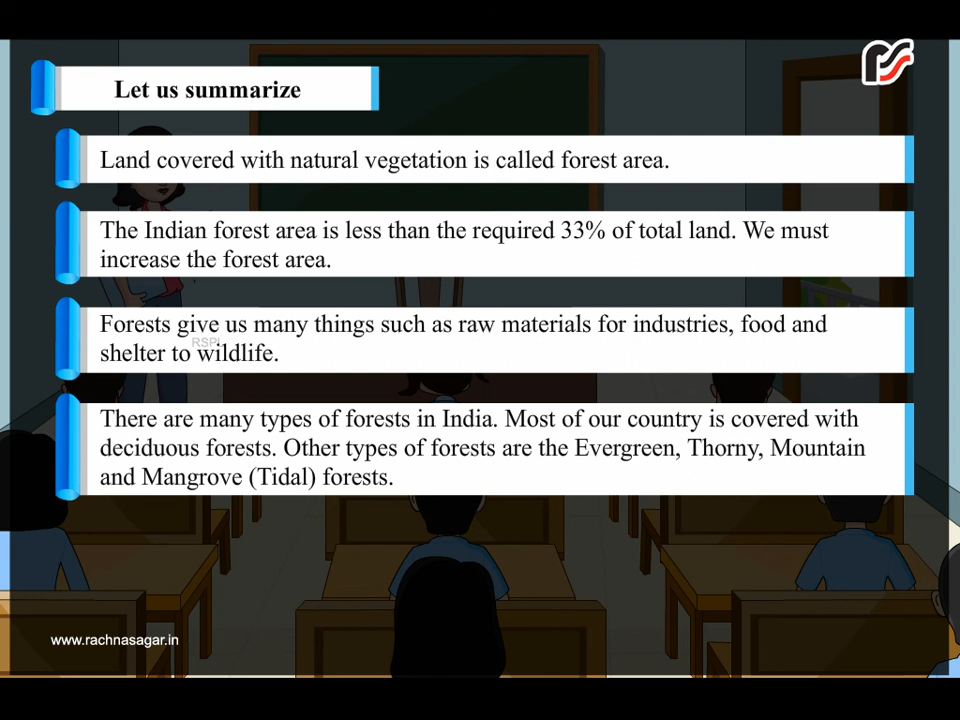 Let us summarize
Land covered with natural vegetation is called forest area.
The Indian forest area is less than the required 33% of total land. We must
increase the forest area.
Forests give us many things such as raw materials for industries, food and
shelter to wildlife.
RSPL
There are many types of forests in India. Most of our country is covered with
deciduous forests. Other types of forests are the Evergreen, Thorny, Mountain
and Mangrove (Tidal) forests.
www.rachnasagar.in